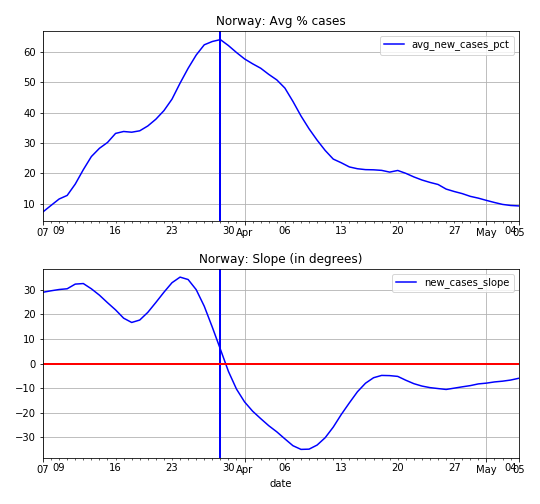 Norway: Avg % cases
avg_new_cases_pct
60
50
40
30
20
10
07 09 16 23 30 Apr 06 13 20 27 May 04 05
Norway: Slope (in degrees)
new_cases_slope
30
20
10
0
−10
−20
−30
07 09 16 23 30 Apr 06 13 20 27 May 04 05
date